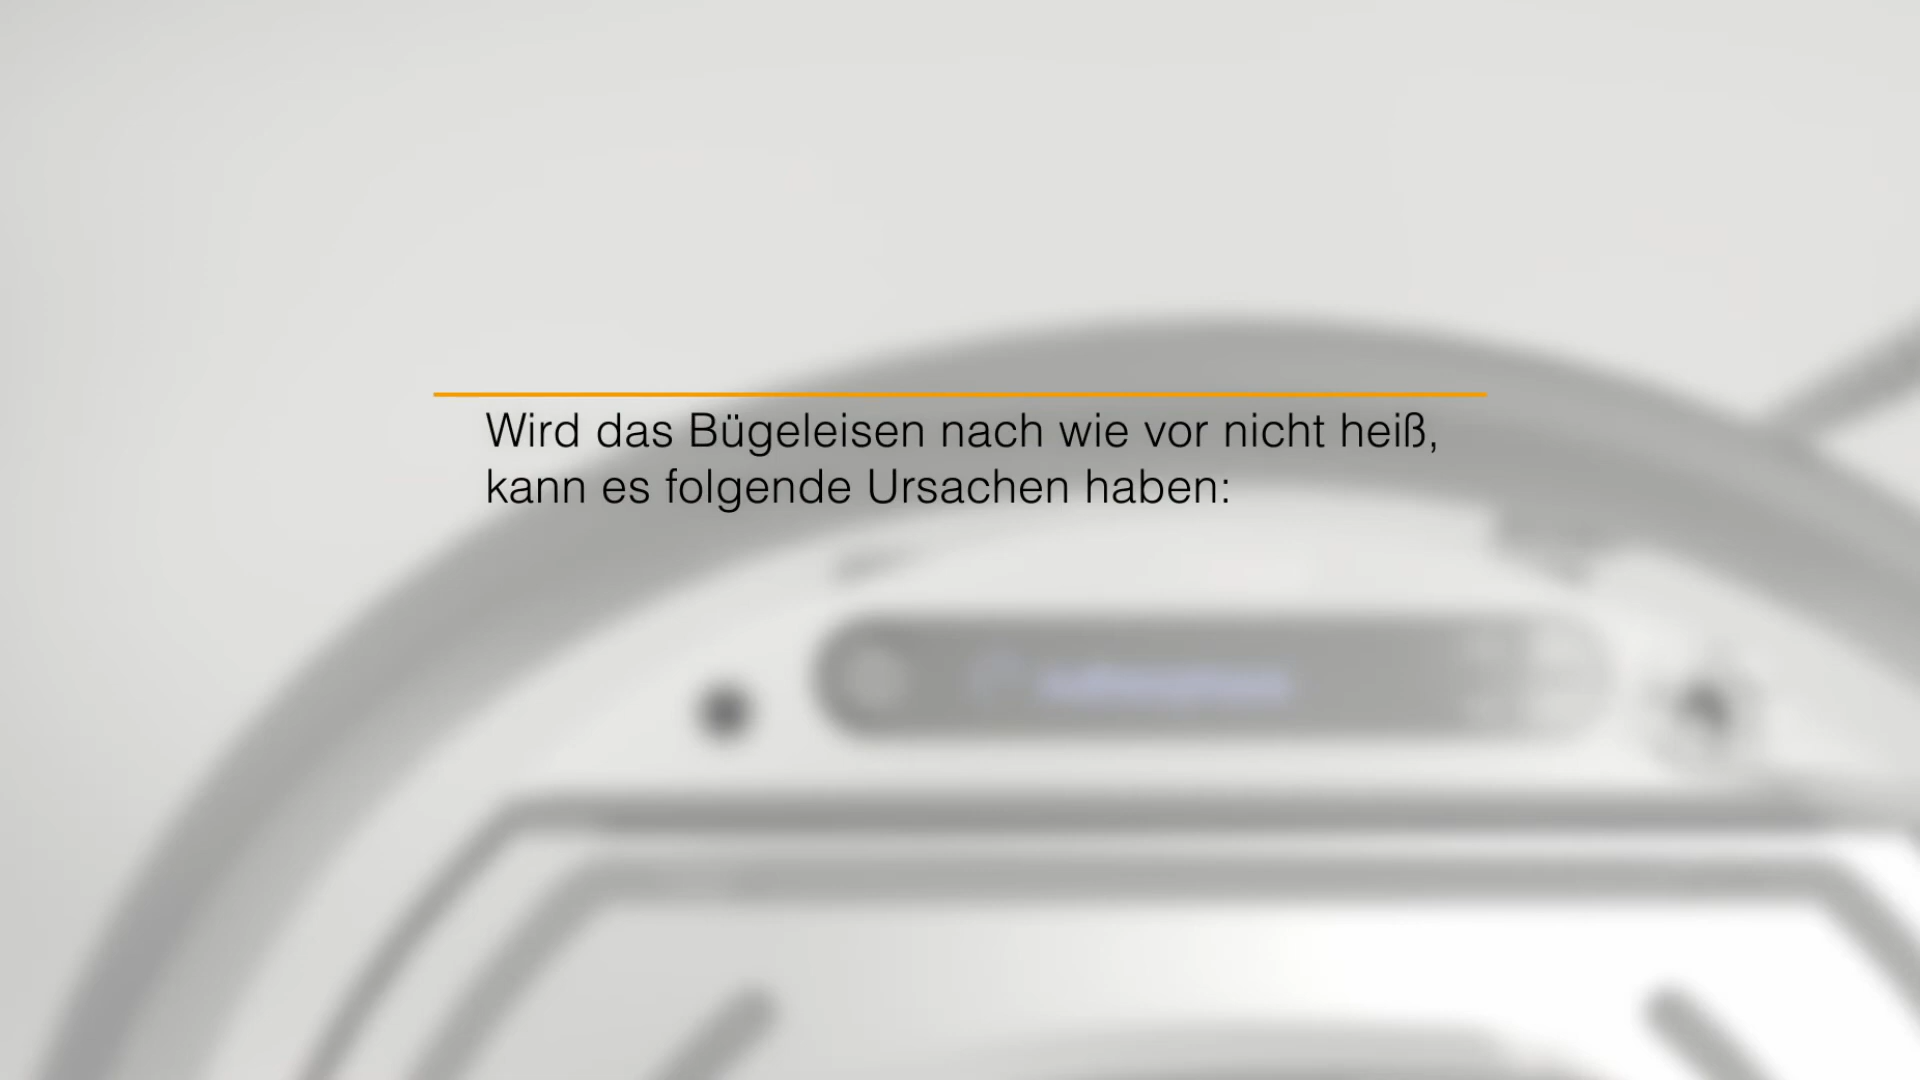 Wird das Bügeleisen nach wie vor nicht heiß,
kann es folgende Ursachen haben: